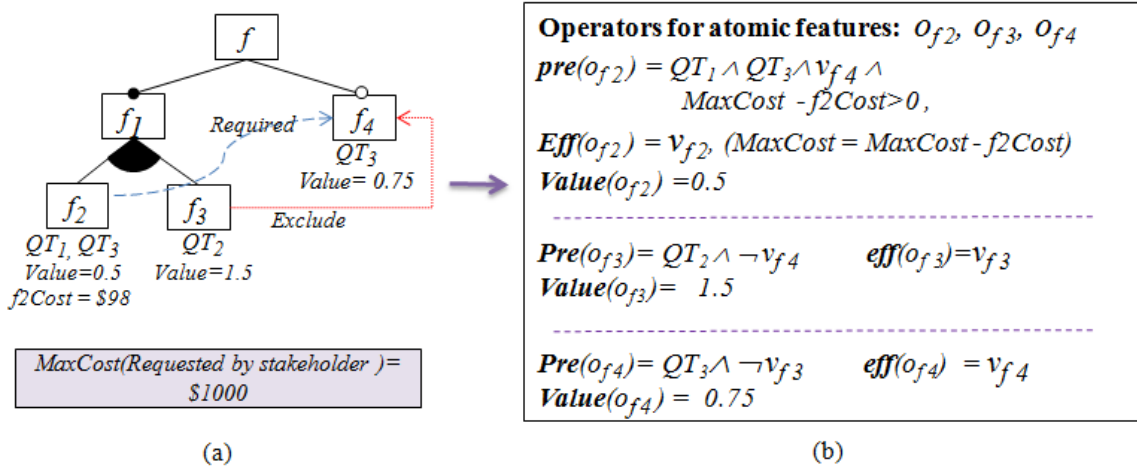 f
f1
Required
f4
QT3
Value= 0.75
f2
f3
Exclude
QT1, QT3
QT2
Value=0.5
Value=1.5
f2Cost = $98
MaxCost(Requested by stakeholder )=
$1000
(a)
Operators for atomic features: Of2, Of3, Of4
pre(of2) = QT1 ∧ QT3 ∧ vf4 ∧
MaxCost - f2Cost>0 ,
Eff(of2) = vf2, (MaxCost = MaxCost - f2Cost)
Value(of2) =0.5
Pre(of3)= QT2 ∧ ¬ vf4 eff(of3)=vf3
Value(of3)= 1.5
Pre(of4)= QT3 ∧ ¬vf3 eff(of4) = vf4
Value(of4) = 0.75
(b)